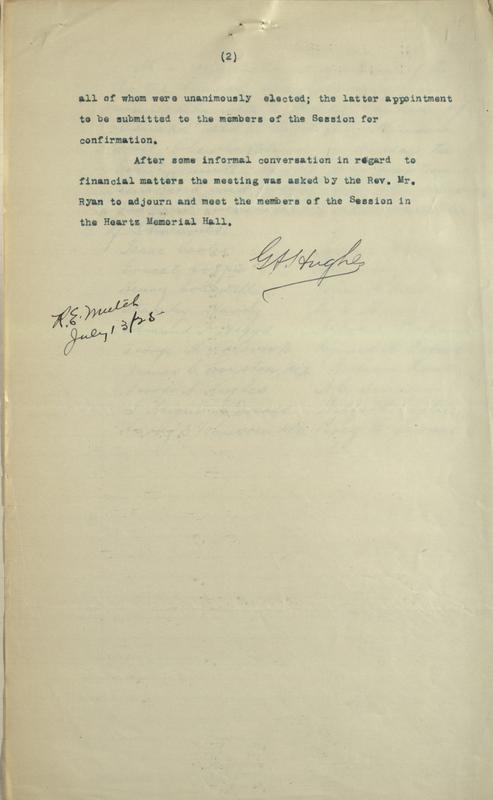 (2)
all of whom were unanimously elected; the latter appointment
to be submitted to the members of the Session for
confirmation.
After some informal conversation in regard to
financial matters the meeting was asked by the Rev. Mr.
Ryan to adjourn and meet the members of the Session in
the Heartz Memorial Hall.
G.H. Hughes
R.E. Mutch
July 13/25